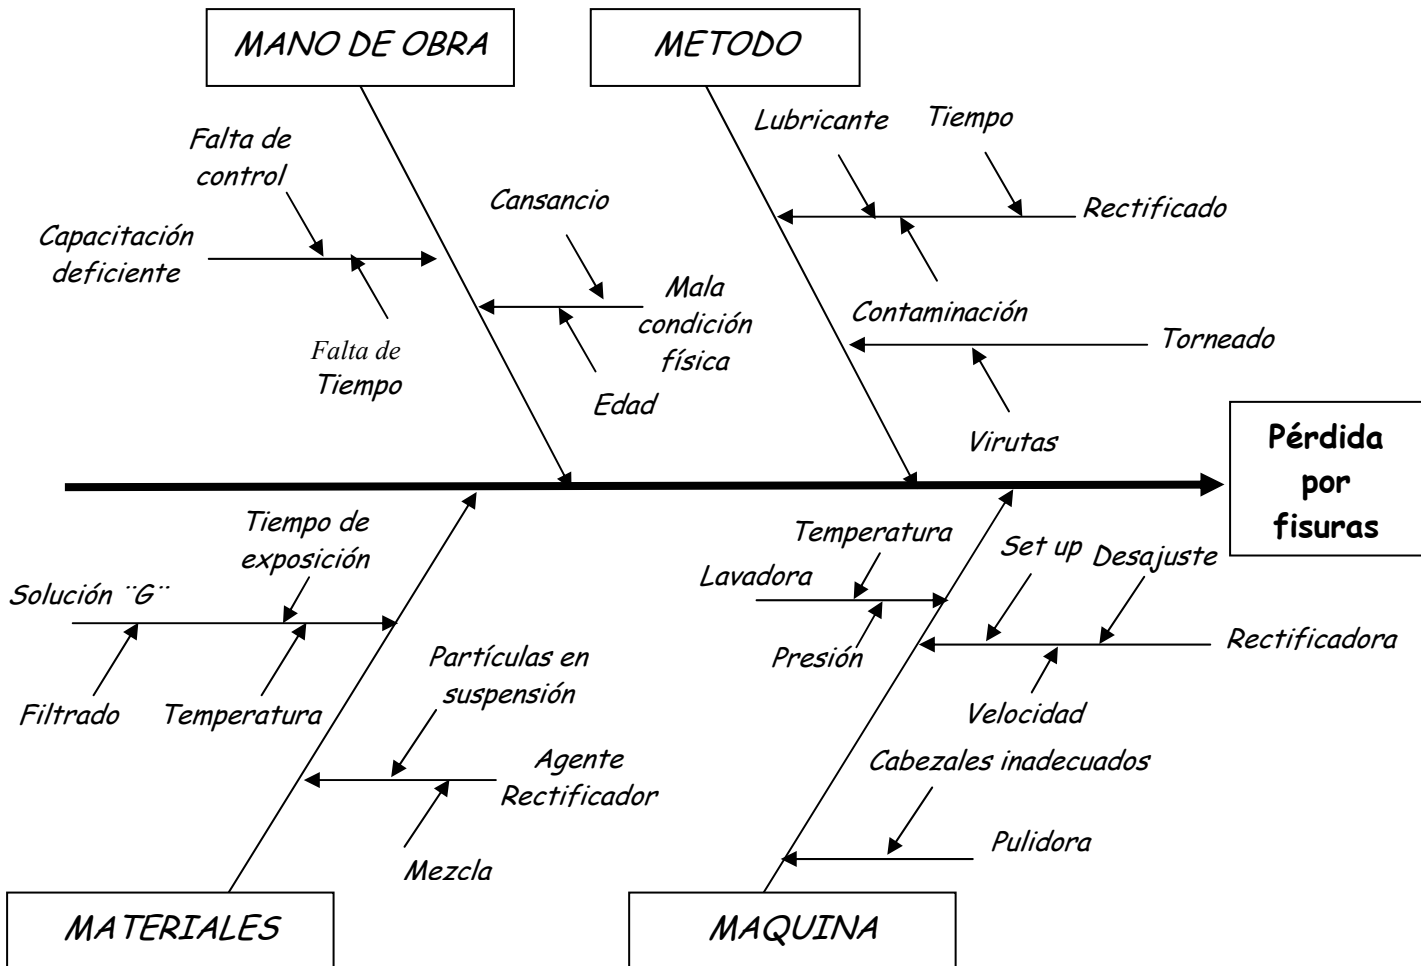 MANO DE OBRA
METODO
Falta de
control
Capacitación
deficiente
Falta de
Tiempo
Cansancio
Mala
condición
física
Edad
Lubricante
Tiempo
Rectificado
Contaminación
Torneado
Virutas
Pérdida
por
fisuras
Tiempo de
exposición
Solución ¨G¨
Filtrado
Temperatura
Partículas en
suspensión
Agente
Rectificador
Mezcla
Temperatura
Lavadora
Presión
Set up
Desajuste
Rectificadora
Velocidad
Cabezales inadecuados
Pulidora
MATERIALES
MAQUINA